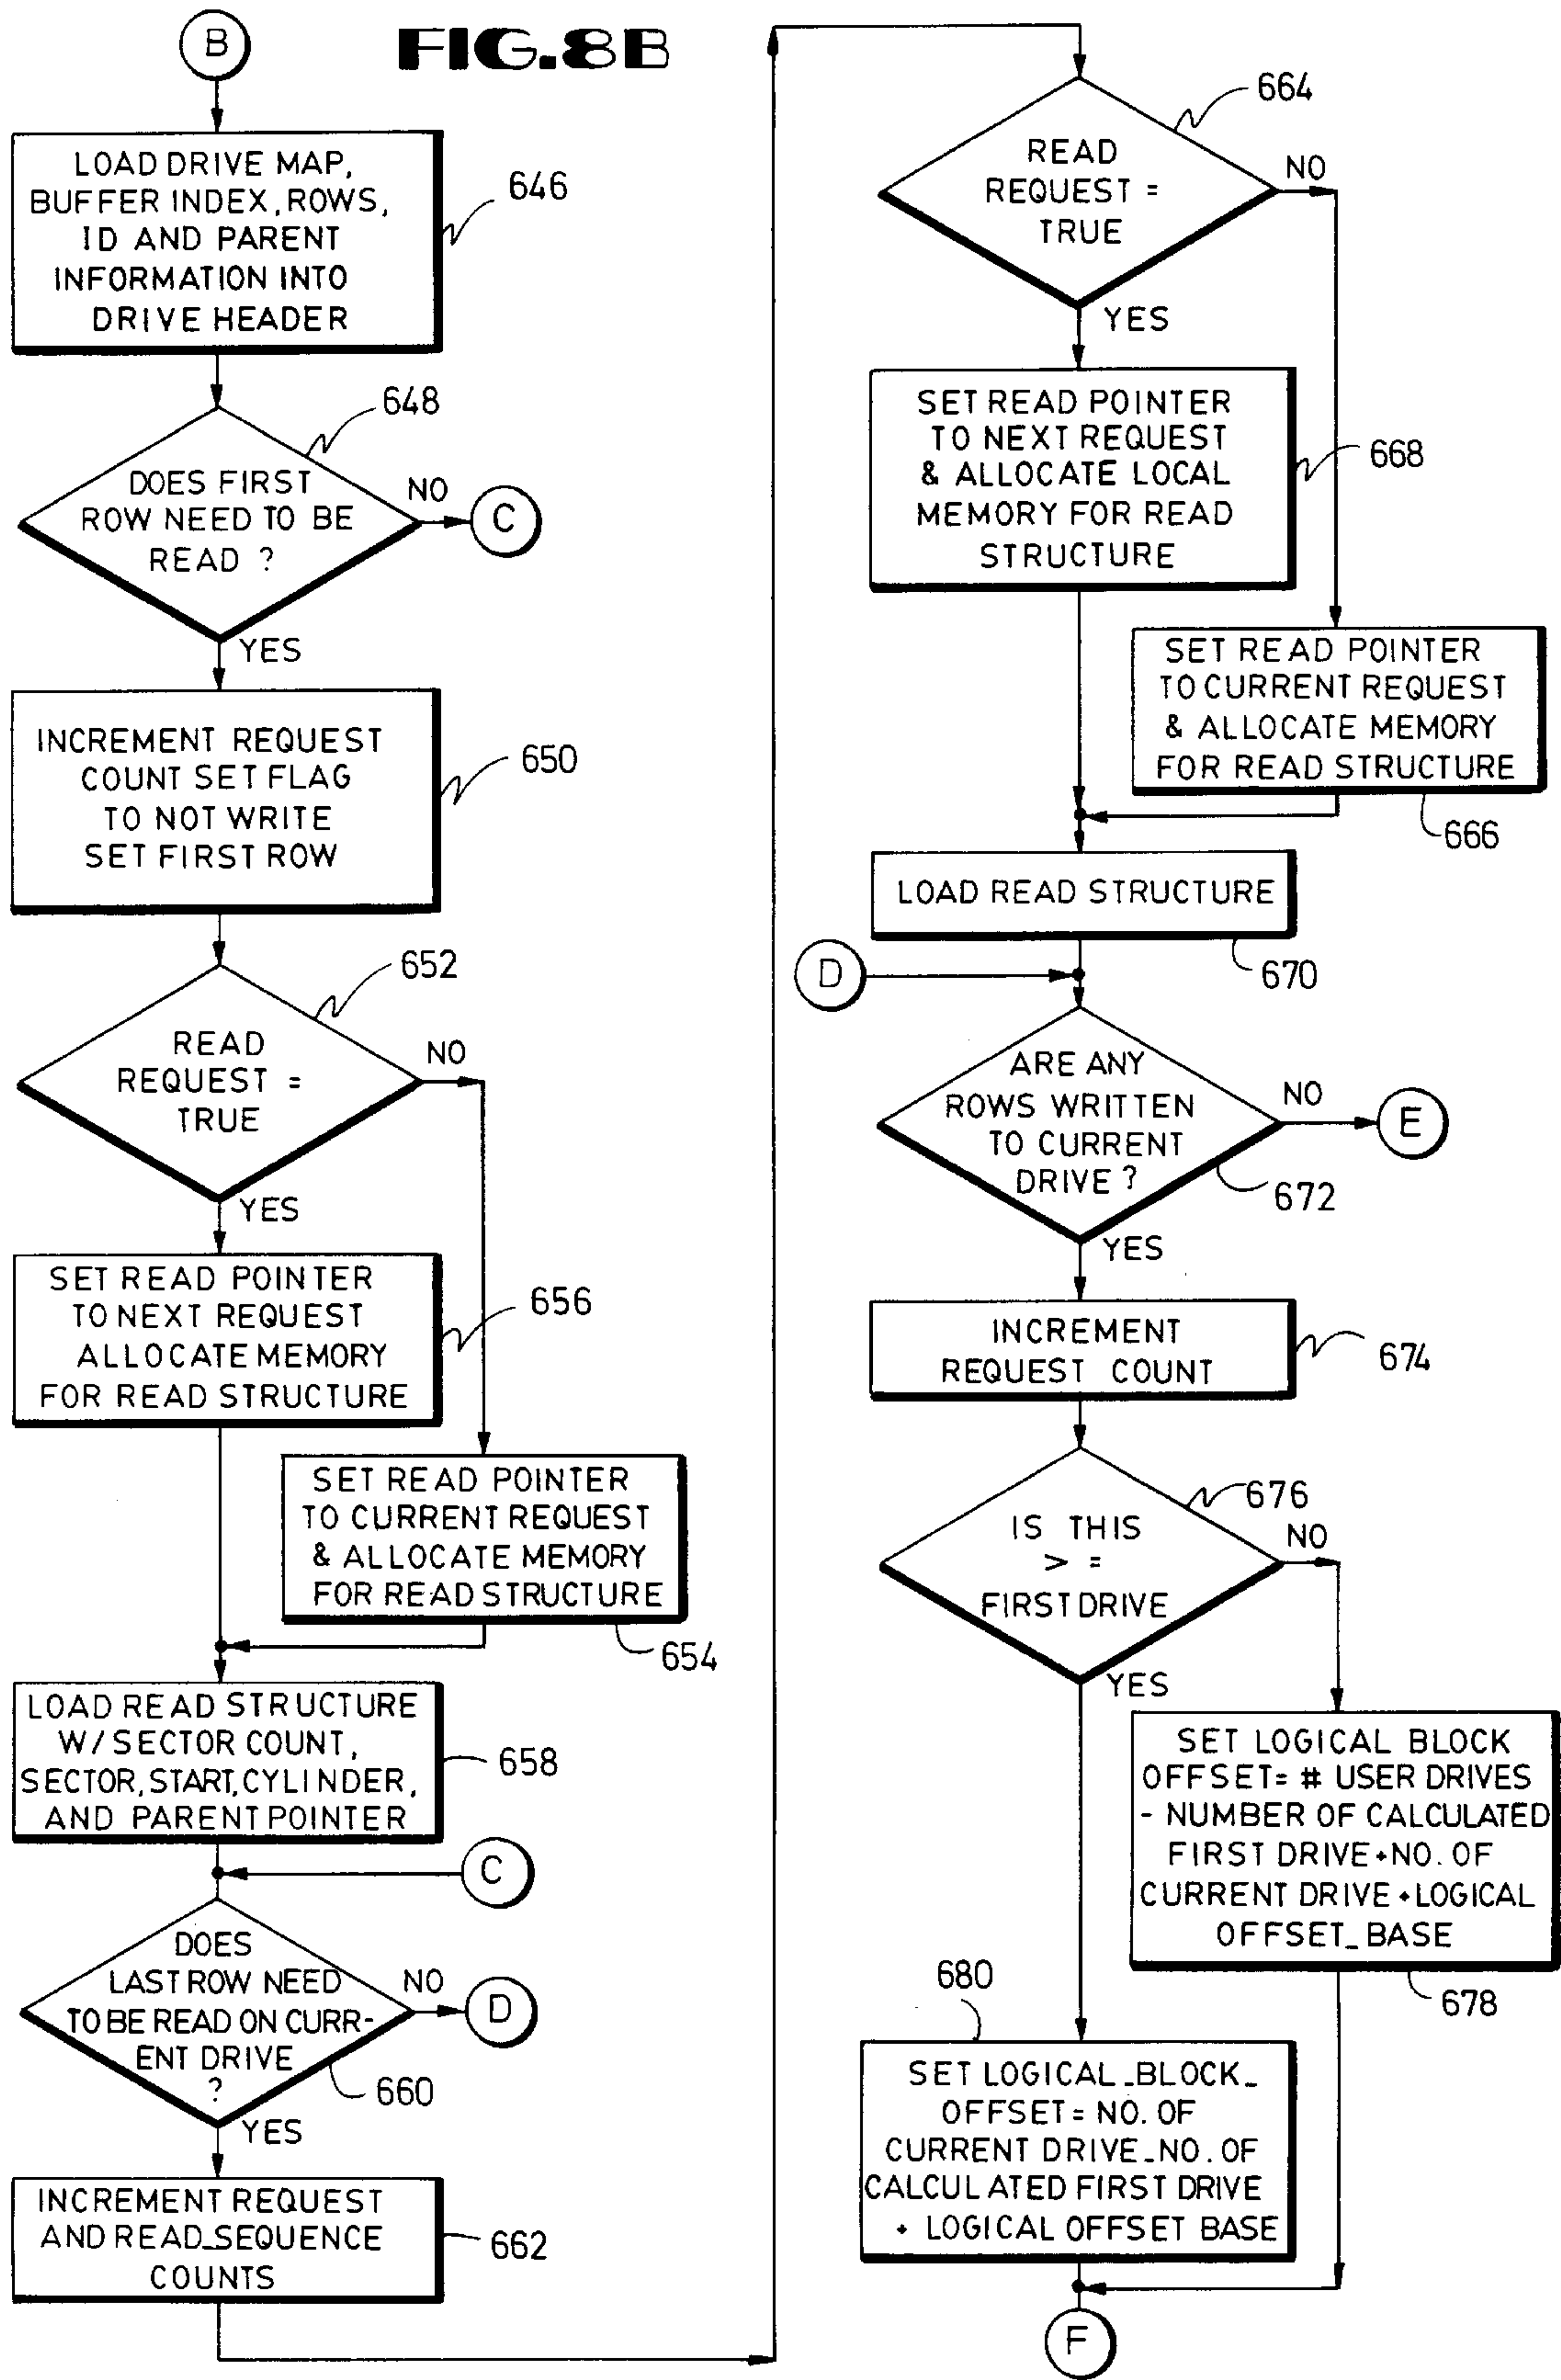 FIG.8B
B
LOAD DRIVE MAP,
BUFFER INDEX, ROWS,
ID AND PARENT
INFORMATION INTO
DRIVE HEADER
646
648
DOES FIRST
ROW NEED TO BE
READ ?
NO
C
YES
INCREMENT REQUEST
COUNT SET FLAG
TO NOT WRITE
SET FIRST ROW
650
652
READ
REQUEST =
TRUE
NO
YES
SET READ POINTER
TO NEXT REQUEST
ALLOCATE MEMORY
FOR READ STRUCTURE
656
SET READ POINTER
TO CURRENT REQUEST
& ALLOCATE MEMORY
FOR READ STRUCTURE
654
LOAD READ STRUCTURE
W/ SECTOR COUNT,
SECTOR, START, CYLINDER,
AND PARENT POINTER
658
C
DOES
LAST ROW NEED
TO BE READ ON CURR-
ENT DRIVE
?
NO
D
660
YES
INCREMENT REQUEST
AND READ_SEQUENCE
COUNTS
662
664
READ
REQUEST =
TRUE
NO
YES
SET READ POINTER
TO NEXT REQUEST
& ALLOCATE LOCAL
MEMORY FOR READ
STRUCTURE
668
SET READ POINTER
TO CURRENT REQUEST
& ALLOCATE MEMORY
FOR READ STRUCTURE
666
LOAD READ STRUCTURE
670
D
ARE ANY
ROWS WRITTEN
TO CURRENT
DRIVE ?
NO
E
672
YES
INCREMENT
REQUEST COUNT
674
676
IS THIS
> =
FIRST DRIVE
NO
YES
SET LOGICAL BLOCK
OFFSET= # USER DRIVES
- NUMBER OF CALCULATED
FIRST DRIVE+NO. OF
CURRENT DRIVE +LOGICAL
OFFSET_BASE
678
680
SET LOGICAL_BLOCK_
OFFSET= NO. OF
CURRENT DRIVE_NO. OF
CALCULATED FIRST DRIVE
+ LOGICAL OFFSET BASE
F